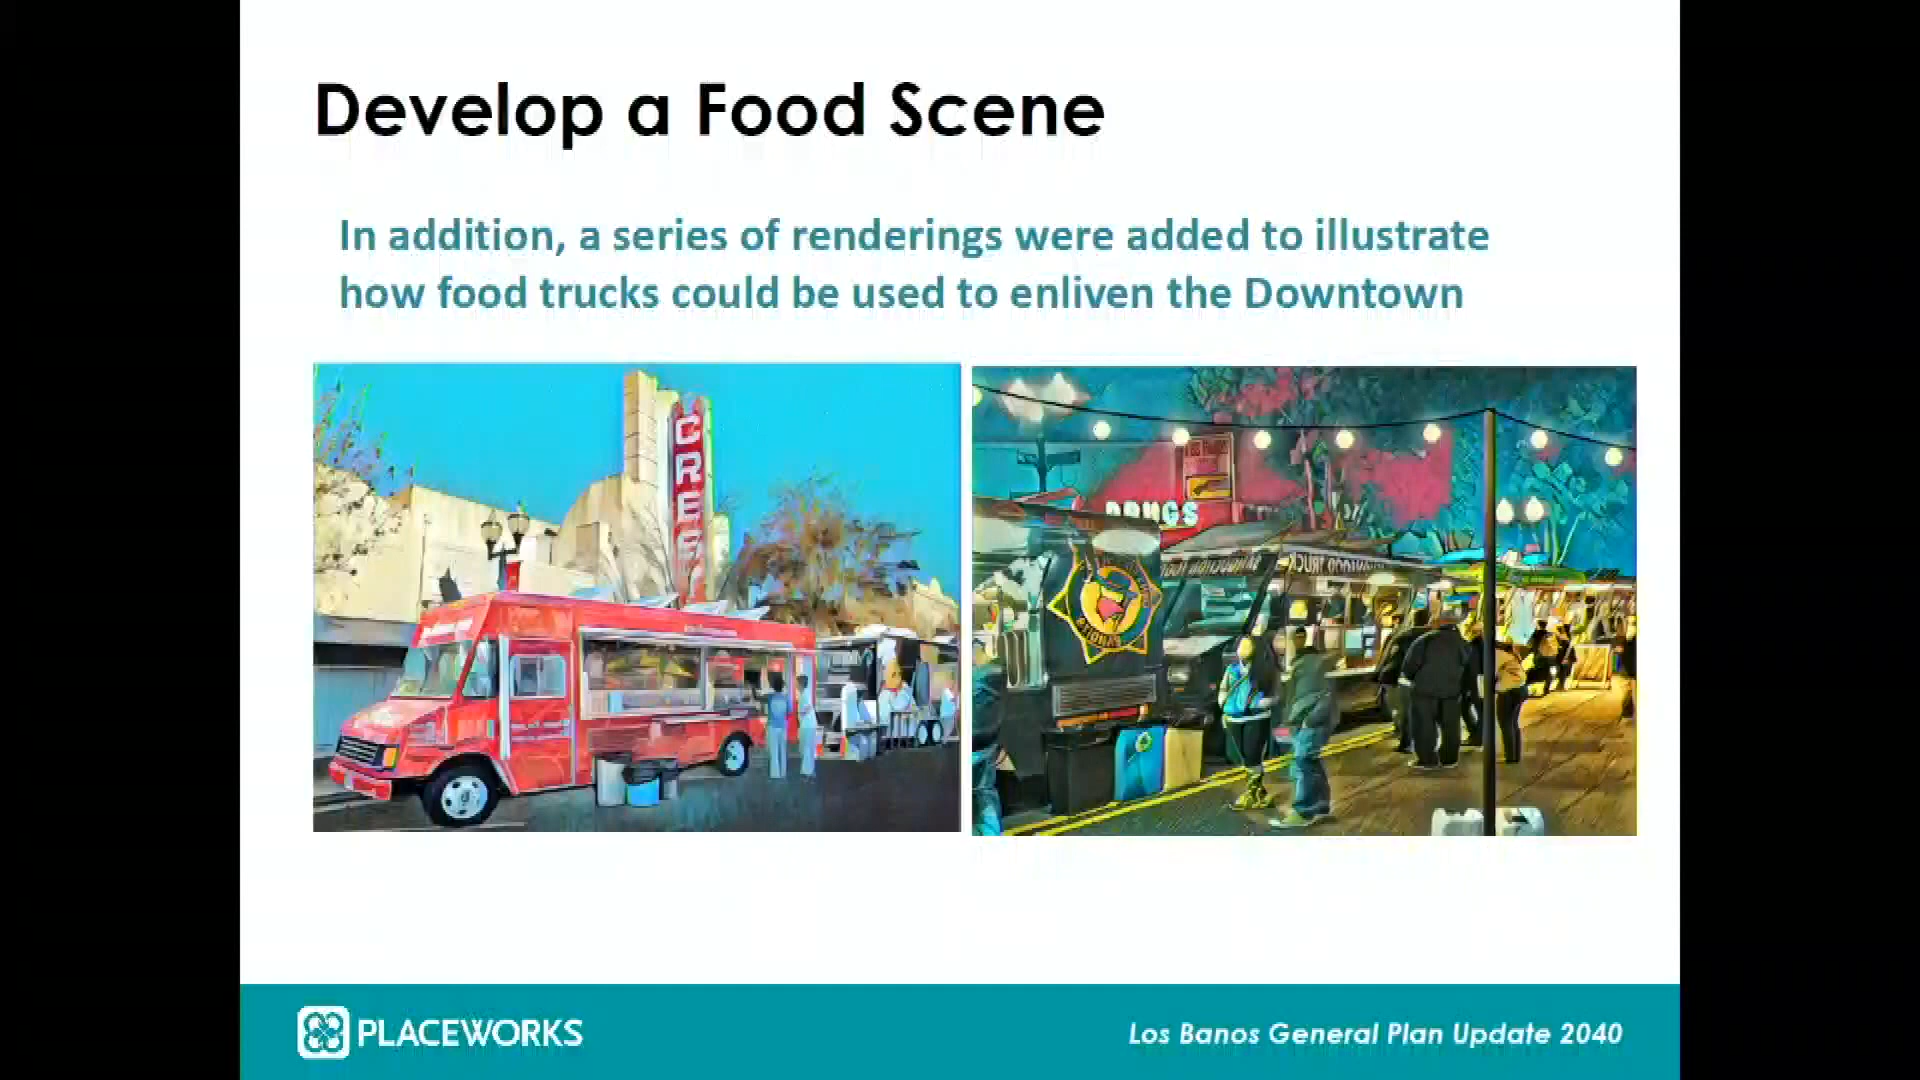 Develop a Food Scene
In addition, a series of renderings were added to illustrate
how food trucks could be used to enliven the Downtown
CREE
DRUGS
PLACEWORKS
Los Banos General Plan Update 2040